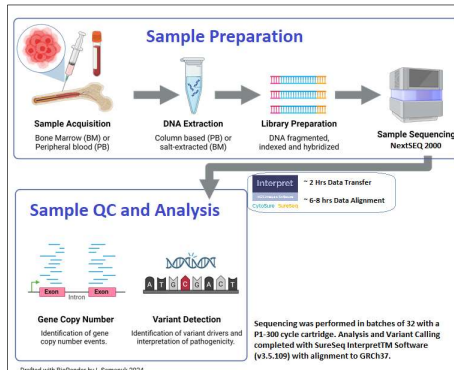 Sample Preparation
Sample Acquisition
Bone Marrow (BM) or
Peripheral blood (PB)
DNA Extraction
Column based (PB) or
salt-extracted (BM)
Library Preparation
DNA fragmented,
indexed and hybridized
Sample Sequencing
NextSEQ 2000
Interpret
CytoSure SureSeq
~ 2 Hrs Data Transfer
~ 6-8 hrs Data Alignment
Sample QC and Analysis
Exon
Intron
Exon
A T G C G A C T
Gene Copy Number
Identification of gene
copy number events.
Variant Detection
Identification of variant drivers and
interpretation of pathogenicity.
Sequencing was performed in batches of 32 with a
P1-300 cycle cartridge. Analysis and Variant Calling
completed with SureSeq InterpretTM Software
(v3.5.109) with alignment to GRCh37.
Drafted with BioRender by L.
2024